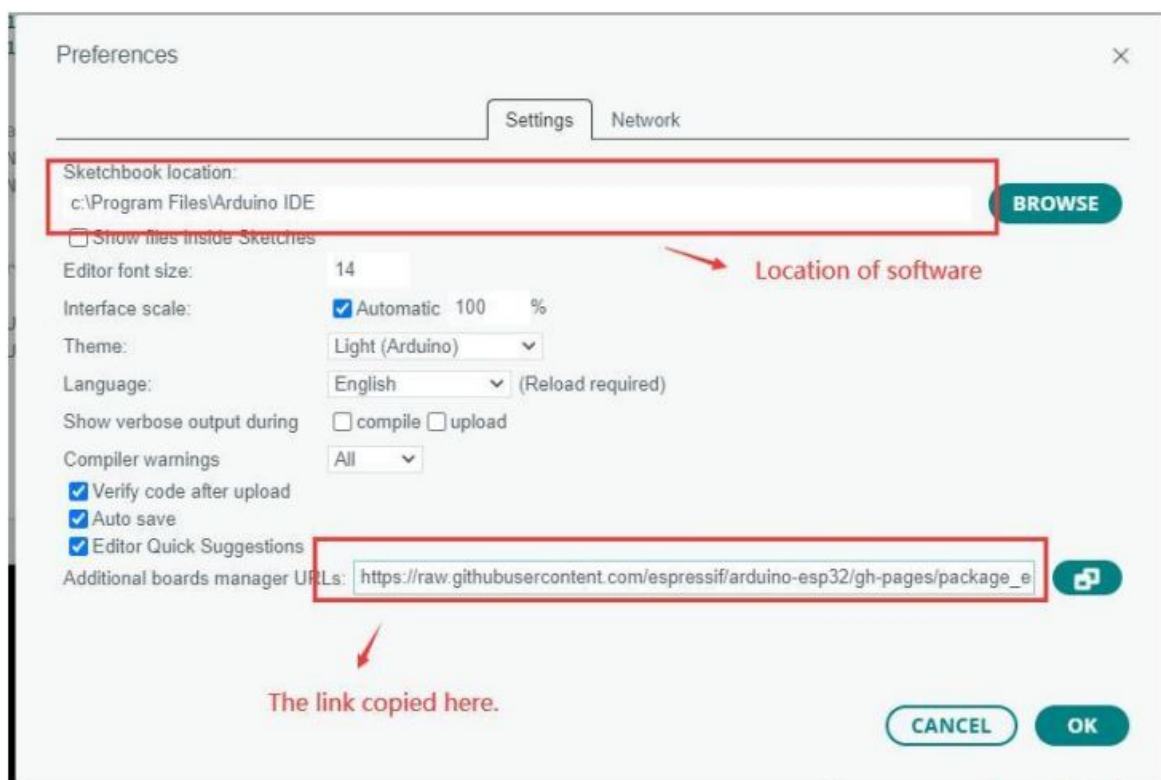 Preferences
Settings Network
Sketchbook location:
c:\Program Files\Arduino IDE
BROWSE
Show files inside Sketches
Location of software
Editor font size: 14
Interface scale: Automatic 100 %
Theme: Light (Arduino)
Language: English (Reload required)
Show verbose output during compile upload
Compiler warnings All
Verify code after upload
Auto save
Editor Quick Suggestions
Additional boards manager URLs: https://raw.githubusercontent.com/espressif/arduino-esp32/gh-pages/package_e
The link copied here.
CANCEL OK